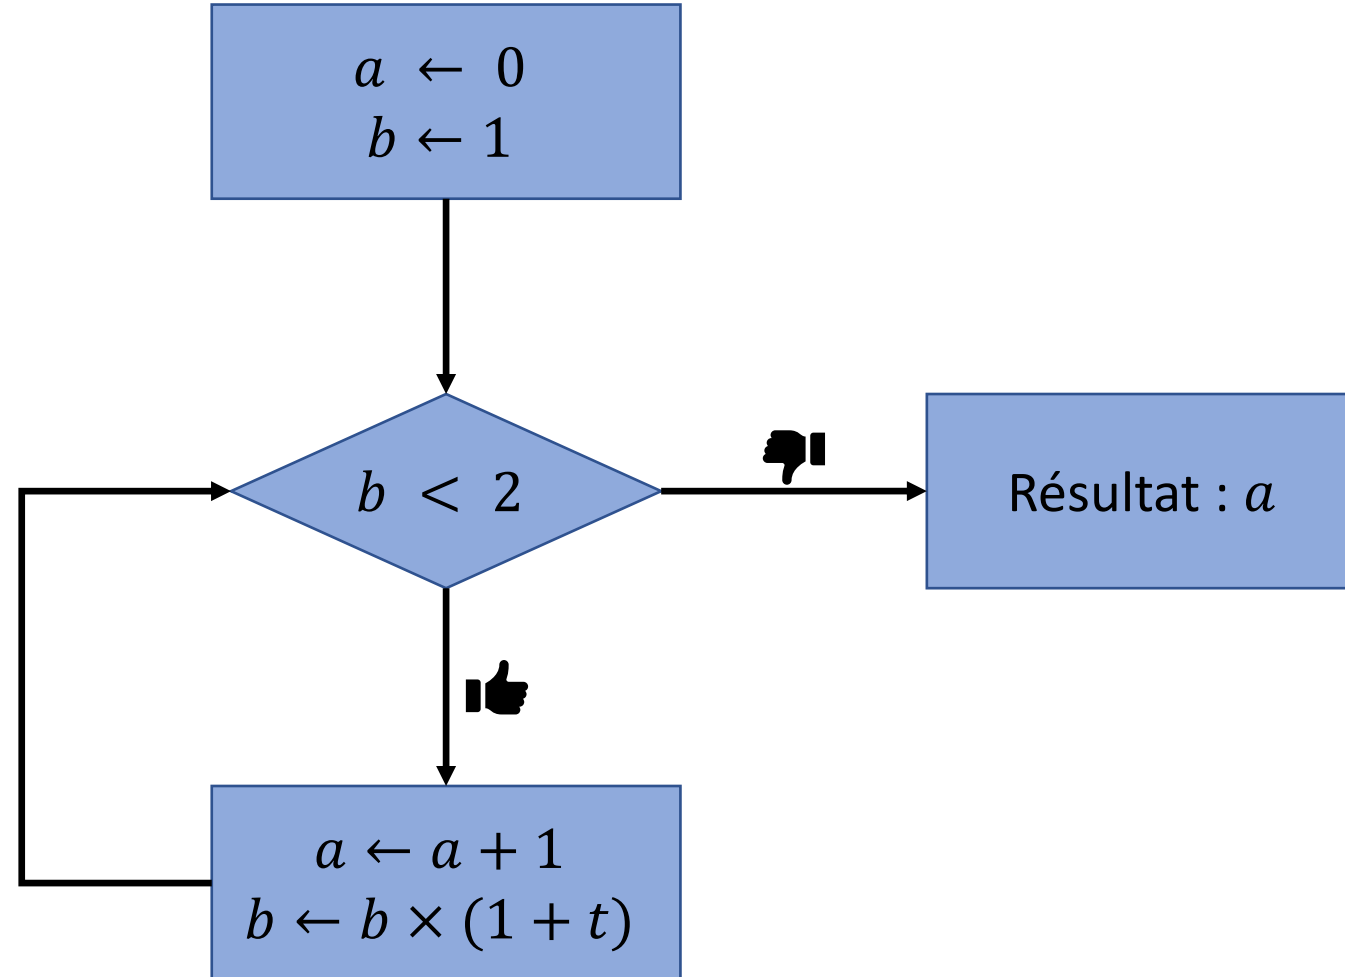 a ← 0
b ← 1
b < 2
Résultat : a
a ← a + 1
b ← b × (1 + t)